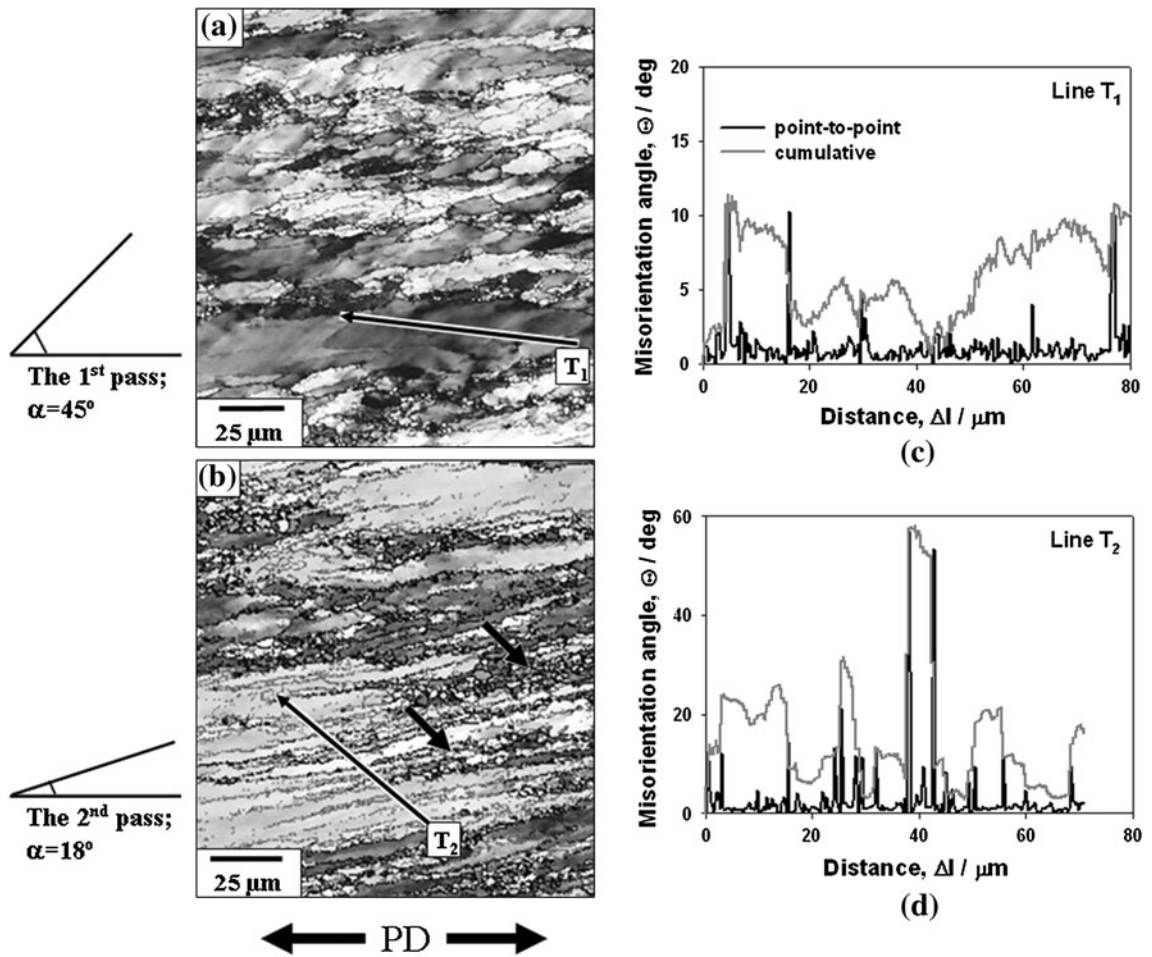 (a)
The 1st pass;
α=45º
T1
25 µm
(b)
The 2nd pass;
α=18º
T2
25 µm
PD
20
15
10
5
0
0 20 40 60 80
Misorientation angle, Θ / deg
Distance, Δl / µm
Line T1
point-to-point
cumulative
(c)
60
40
20
0
0 20 40 60 80
Misorientation angle, Θ / deg
Distance, Δl / µm
Line T2
(d)